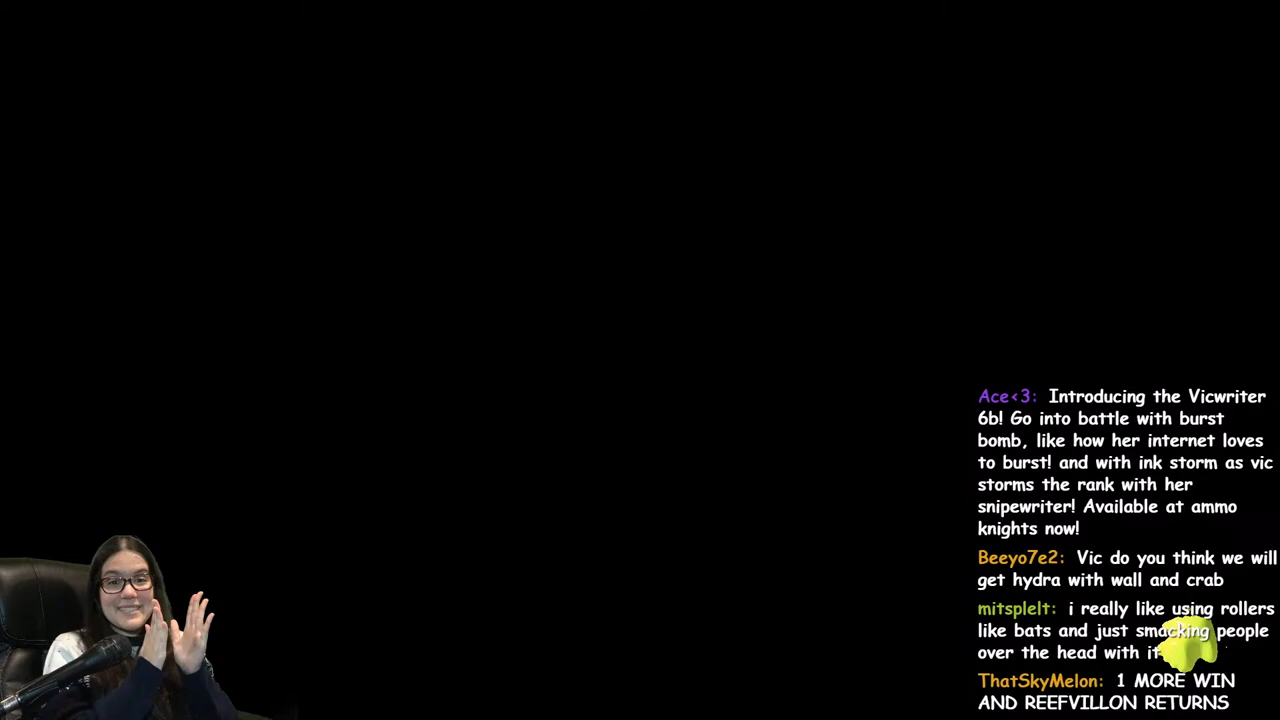 Ace<3: Introducing the Vicwriter
6b! Go into battle with burst
bomb, like how her internet loves
to burst! and with ink storm as vic
storms the rank with her
snipewriter! Available at ammo
knights now!
Beeyo7e2: Vic do you think we will
get hydra with wall and crab
mitsplelt: i really like using rollers
like bats and just smacking people
over the head with it
ThatSkyMelon: 1 MORE WIN
AND REEFVILLON RETURNS